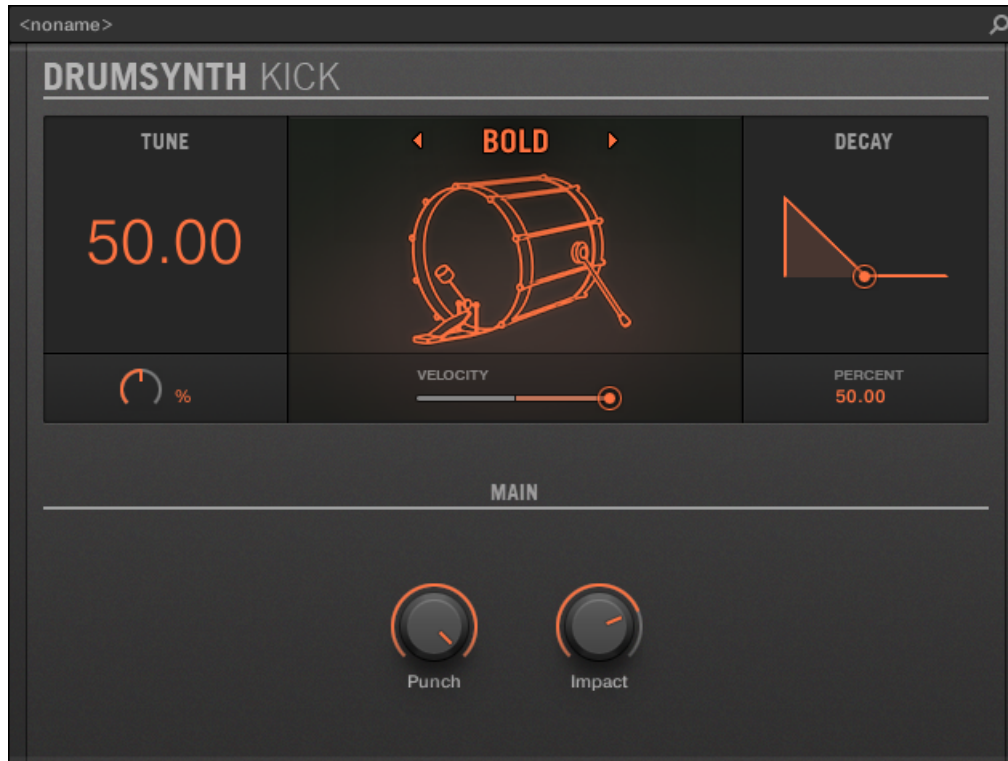 <noname>
DRUMSYNTH KICK
TUNE
BOLD
DECAY
50.00
%
VELOCITY
PERCENT
50.00
MAIN
Punch
Impact